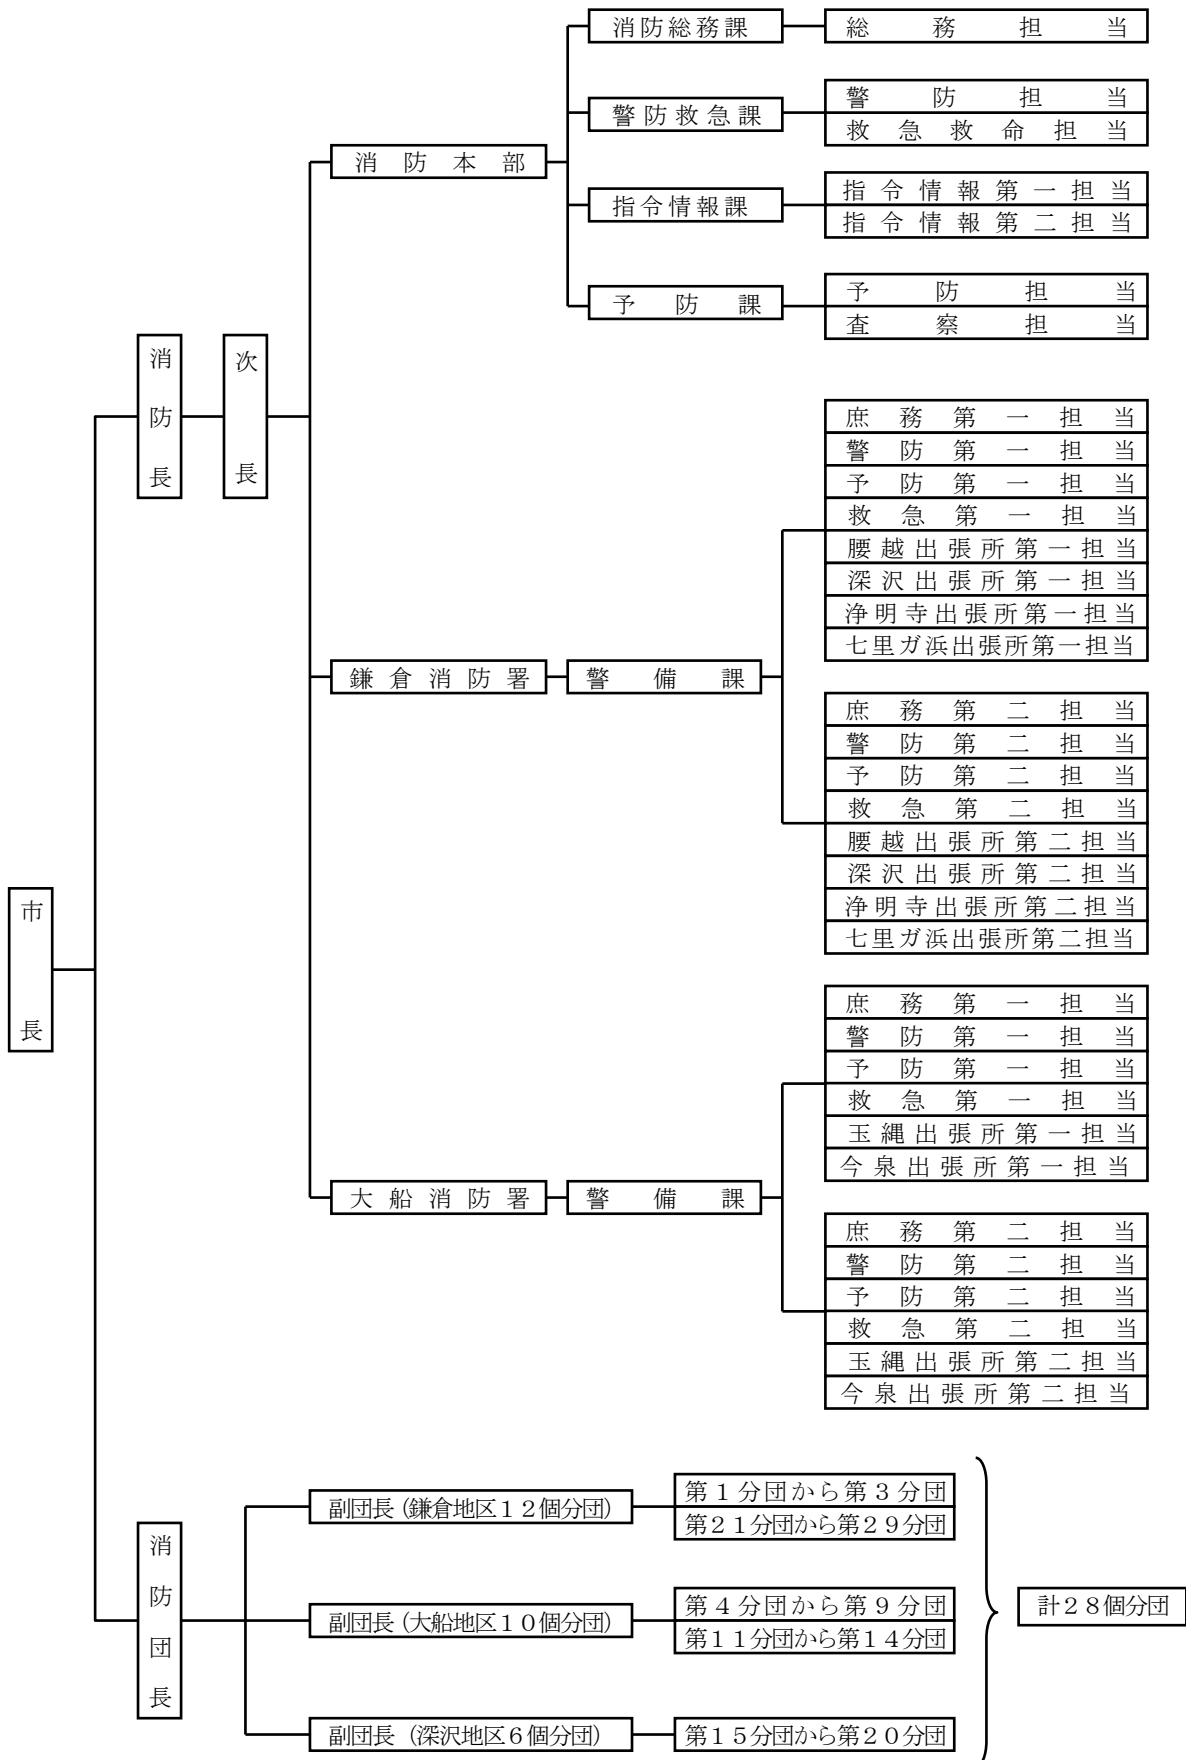 市長
消防長
次長
消防本部
消防総務課
総務担当
警防救急課
警防担当
救急救命担当
指令情報課
指令情報第一担当
指令情報第二担当
予防課
予防担当
査察担当
鎌倉消防署
警備課
庶務第一担当
警防第一担当
予防第一担当
救急第一担当
腰越出張所第一担当
深沢出張所第一担当
浄明寺出張所第一担当
七里ガ浜出張所第一担当
庶務第二担当
警防第二担当
予防第二担当
救急第二担当
腰越出張所第二担当
深沢出張所第二担当
浄明寺出張所第二担当
七里ガ浜出張所第二担当
大船消防署
警備課
庶務第一担当
警防第一担当
予防第一担当
救急第一担当
玉縄出張所第一担当
今泉出張所第一担当
庶務第二担当
警防第二担当
予防第二担当
救急第二担当
玉縄出張所第二担当
今泉出張所第二担当
消防団長
副団長（鎌倉地区１２個分団）
第１分団から第３分団
第２１分団から第２９分団
副団長（大船地区１０個分団）
第４分団から第９分団
第１１分団から第１４分団
副団長（深沢地区６個分団）
第１５分団から第２０分団
計２８個分団